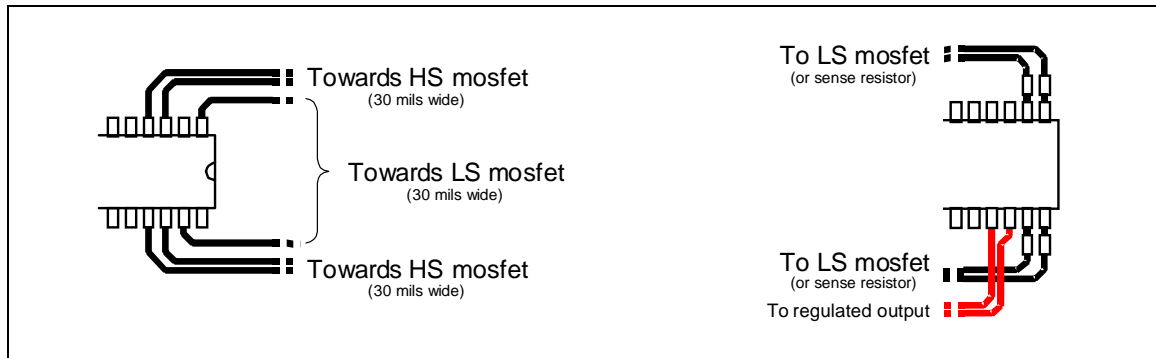 Towards HS mosfet
(30 mils wide)
Towards LS mosfet
(30 mils wide)
Towards HS mosfet
(30 mils wide)
To LS mosfet
(or sense resistor)
To LS mosfet
(or sense resistor)
To regulated output